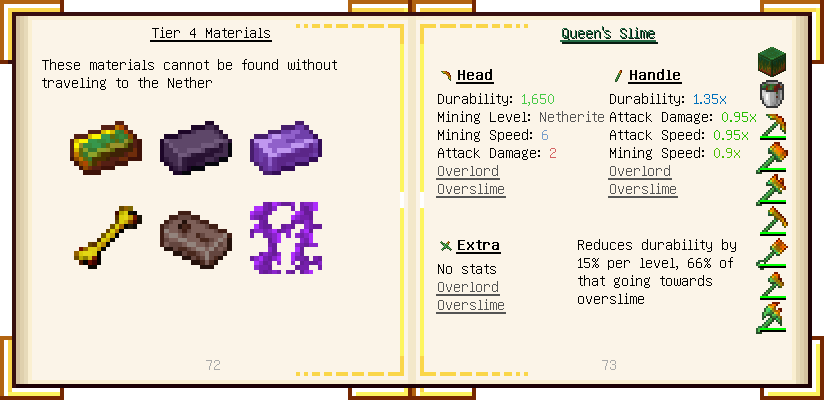 Tier 4 Materials
These materials cannot be found without
traveling to the Nether
72
Queen's Slime
Head
Durability: 1,650
Mining Level: Netherite
Mining Speed: 6
Attack Damage: 2
Overlord
Overslime
Handle
Durability: 1.35x
Attack Damage: 0.95x
Attack Speed: 0.95x
Mining Speed: 0.9x
Overlord
Overslime
Extra
No stats
Overlord
Overslime
Reduces durability by
15% per level, 66% of
that going towards
overslime
73